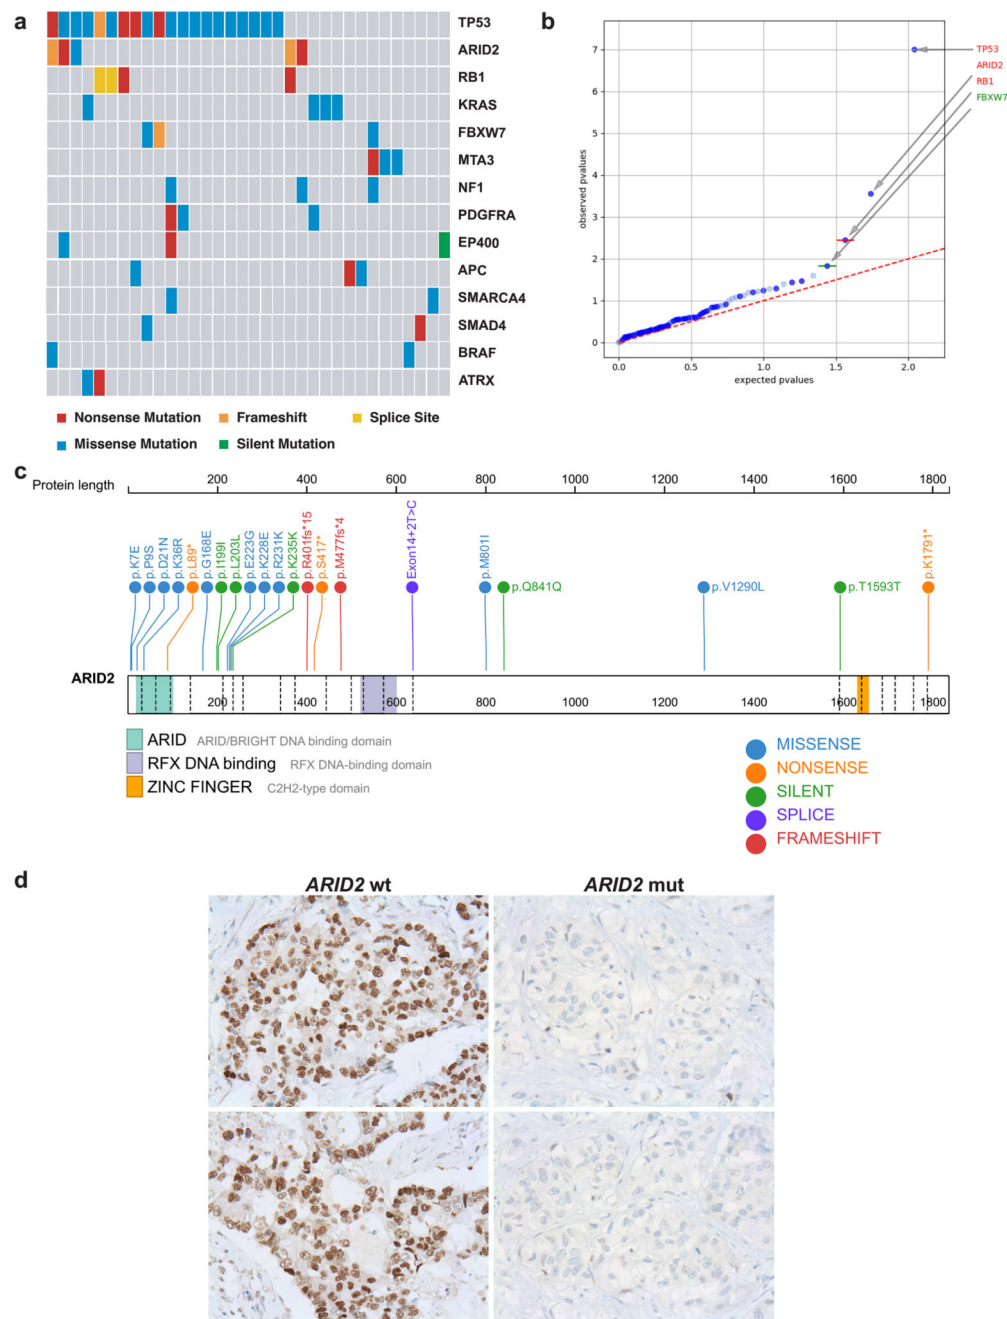 a
TP53
ARID2
RB1
KRAS
FBXW7
MTA3
NF1
PDGFRA
EP400
APC
SMARCA4
SMAD4
BRAF
ATRX
Nonsense Mutation
Frameshift
Splice Site
Missense Mutation
Silent Mutation
b
7
6
5
4
3
2
1
0
observed pvalues
0.0 0.5 1.0 1.5 2.0
expected pvalues
TP53
ARID2
RB1
FBXW7
c
Protein length
200 400 600 800 1000 1200 1400 1600 1800
p.K7E
p.P9S
p.D21N
p.K36R
p.L89*
p.G168E
p.I199I
p.L203L
p.E223G
p.K228E
p.R231K
p.K235K
p.R401fs*15
p.S417*
p.M477fs*4
Exon14+2T>C
p.M801I
p.Q841Q
p.V1290L
p.T1593T
p.K1791*
ARID2
200 400 600 800 1000 1200 1400 1600 1800
ARID ARID/BRIGHT DNA binding domain
RFX DNA binding RFX DNA-binding domain
ZINC FINGER C2H2-type domain
MISSENSE
NONSENSE
SILENT
SPLICE
FRAMESHIFT
d
ARID2 wt
ARID2 mut